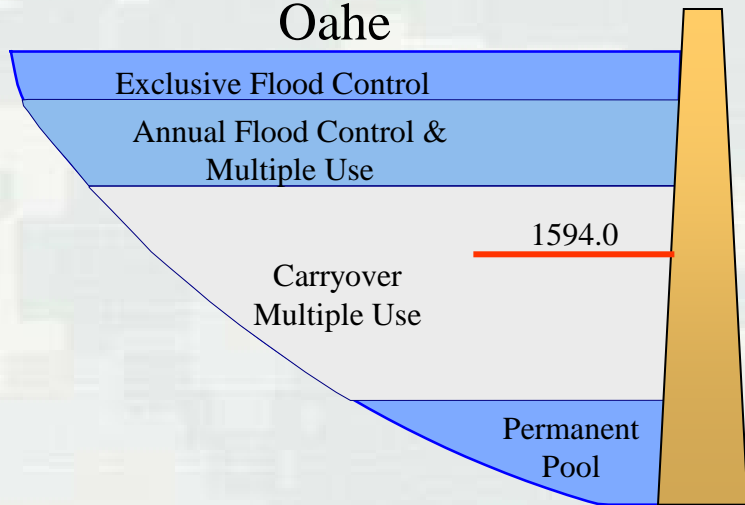 Oahe
Exclusive Flood Control
Annual Flood Control &
Multiple Use
1594.0
Carryover
Multiple Use
Permanent
Pool